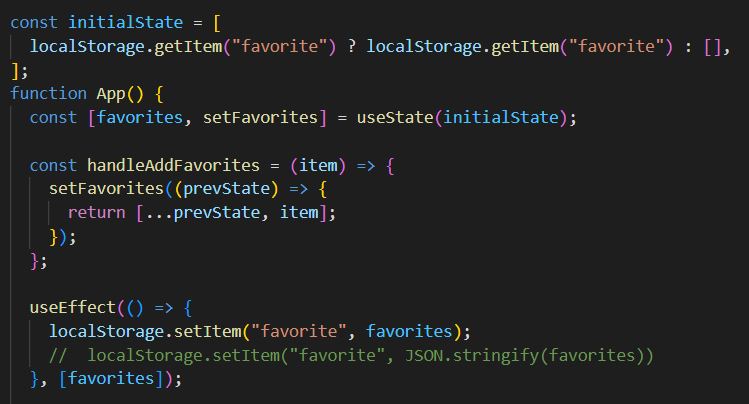 const initialState = [
  localStorage.getItem("favorite") ? localStorage.getItem("favorite") : [],
];
function App() {
  const [favorites, setFavorites] = useState(initialState);

  const handleAddFavorites = (item) => {
    setFavorites((prevState) => {
      return [...prevState, item];
    });
  };

  useEffect(() => {
    localStorage.setItem("favorite", favorites);
    //  localStorage.setItem("favorite", JSON.stringify(favorites))
  }, [favorites]);